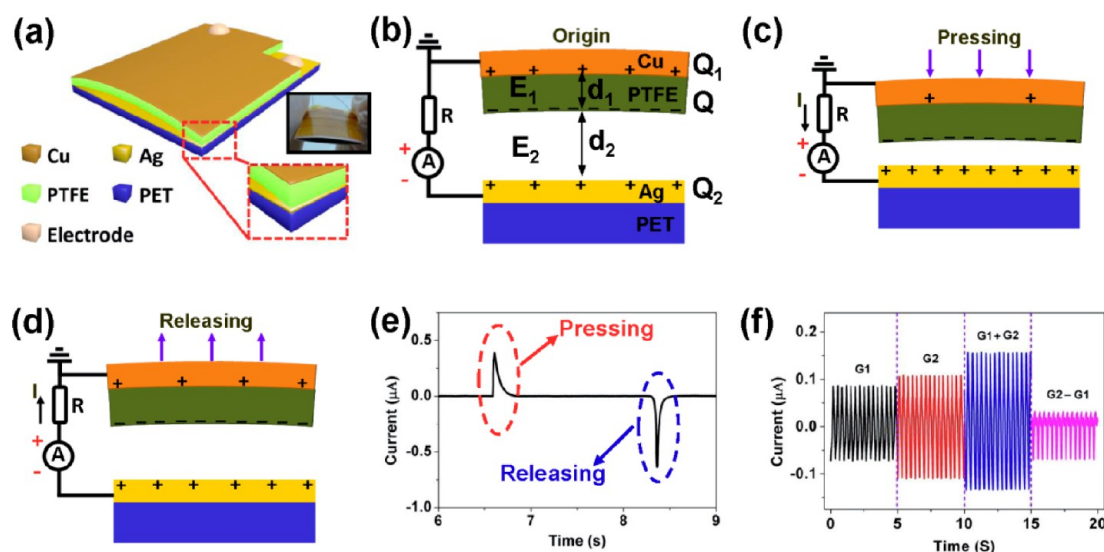 (a)
Cu
Ag
PTFE
PET
Electrode
(b)
Origin
Cu
Q1
E1
d1
PTFE
Q
R
+
A
-
E2
d2
Ag
Q2
PET
(c)
Pressing
I
R
+
A
-
(d)
Releasing
I
R
+
A
-
(e)
Pressing
Releasing
Current (μA)
0.5
0.0
-0.5
-1.0
6 7 8 9
Time (s)
(f)
G1
G2
G1+G2
G2-G1
Current (μA)
0.2
0.1
0.0
-0.1
0 5 10 15 20
Time (S)